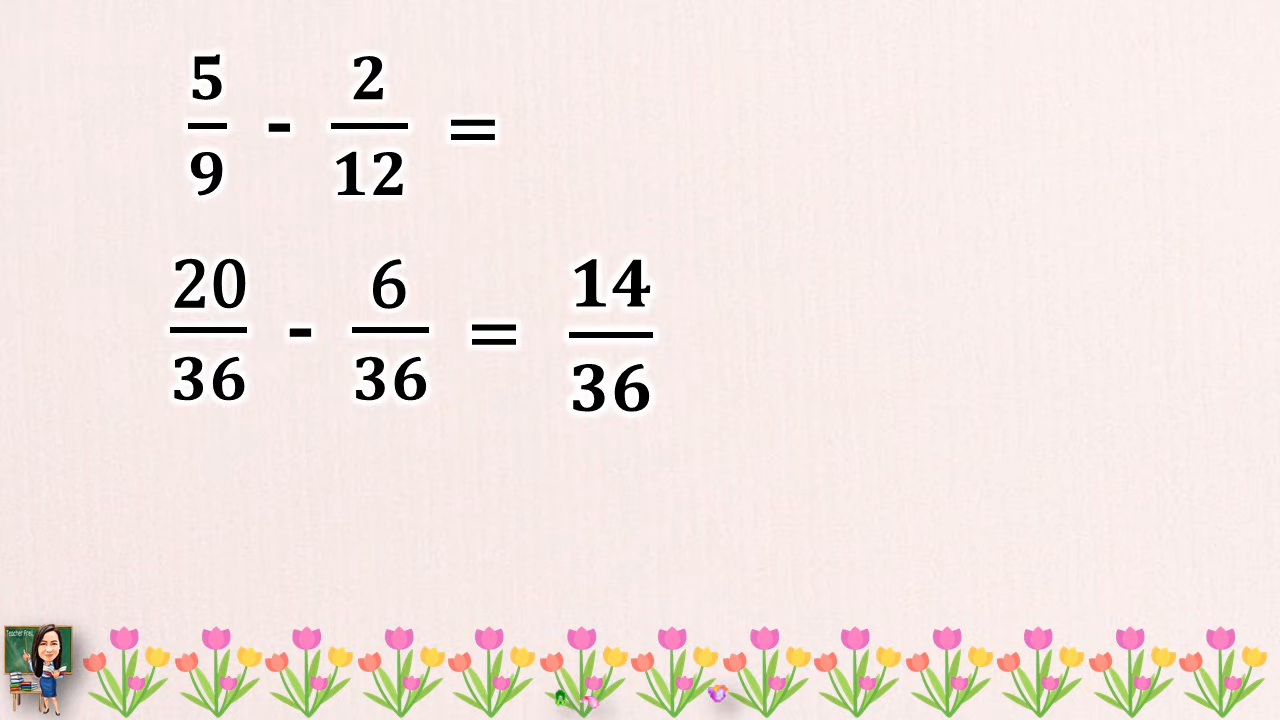 5/9 - 2/12 =
20/36 - 6/36 = 14/36